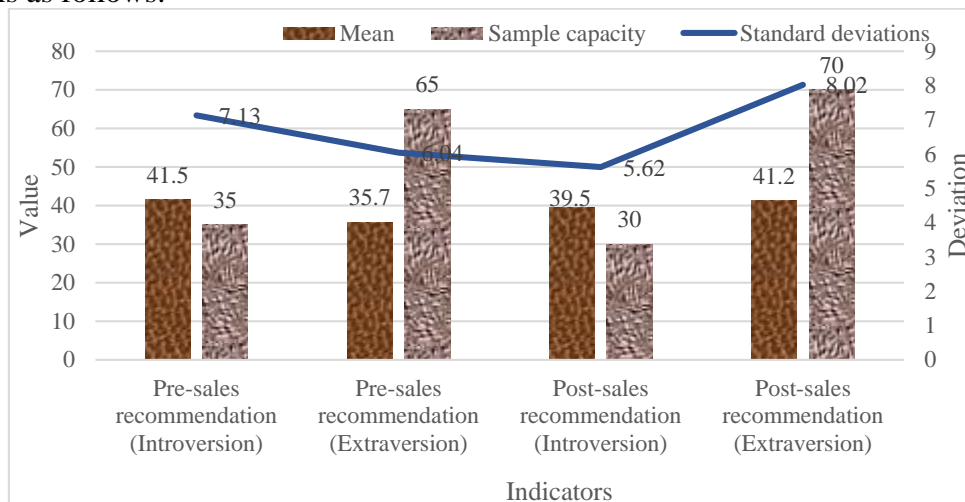 is as follows:
Mean Sample capacity Standard deviations
80
70
60
50
40
30
20
10
0
Value
9
8
7
6
5
4
3
2
1
0
Deviation
41.5
35
35.7
65
39.5
30
41.2
70
7.13
6.04
5.62
8.02
Pre-sales
recommendation
(Introversion)
Pre-sales
recommendation
(Extraversion)
Post-sales
recommendation
(Introversion)
Post-sales
recommendation
(Extraversion)
Indicators